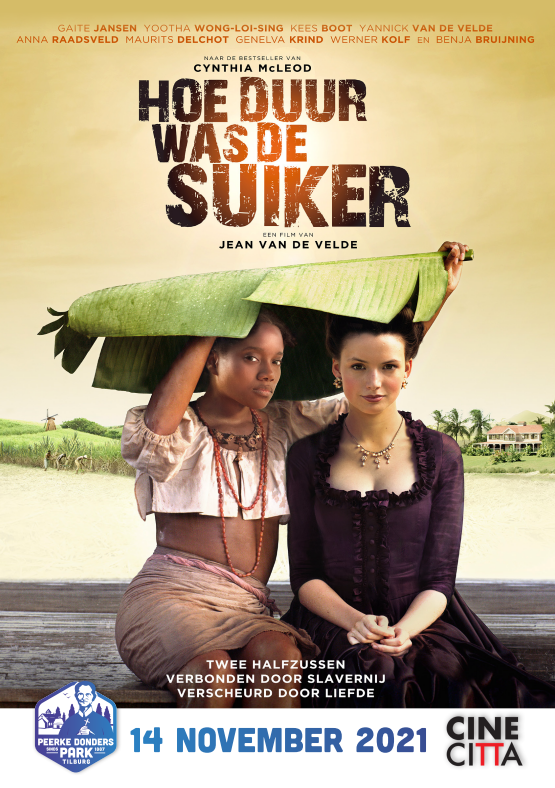 GAITE JANSEN YOOTHA WONG-LOI-SING KEES BOOT YANNICK VAN DE VELDE
ANNA RAADSVELD MAURITS DELCHOT GENELVA KRIND WERNER KOLF EN BENJA BRUIJNING
NAAR DE BESTSELLER VAN
CYNTHIA McLEOD
HOE DUUR
WAS DE
SUIKER
EEN FILM VAN
JEAN VAN DE VELDE
TWEE HALFZUSSEN
VERBONDEN DOOR SLAVERNIJ
VERSCHEURD DOOR LIEFDE
PEERKE DONDERS
SINDS 1897
PARK
TILBURG
14 NOVEMBER 2021
CINE
CITTA